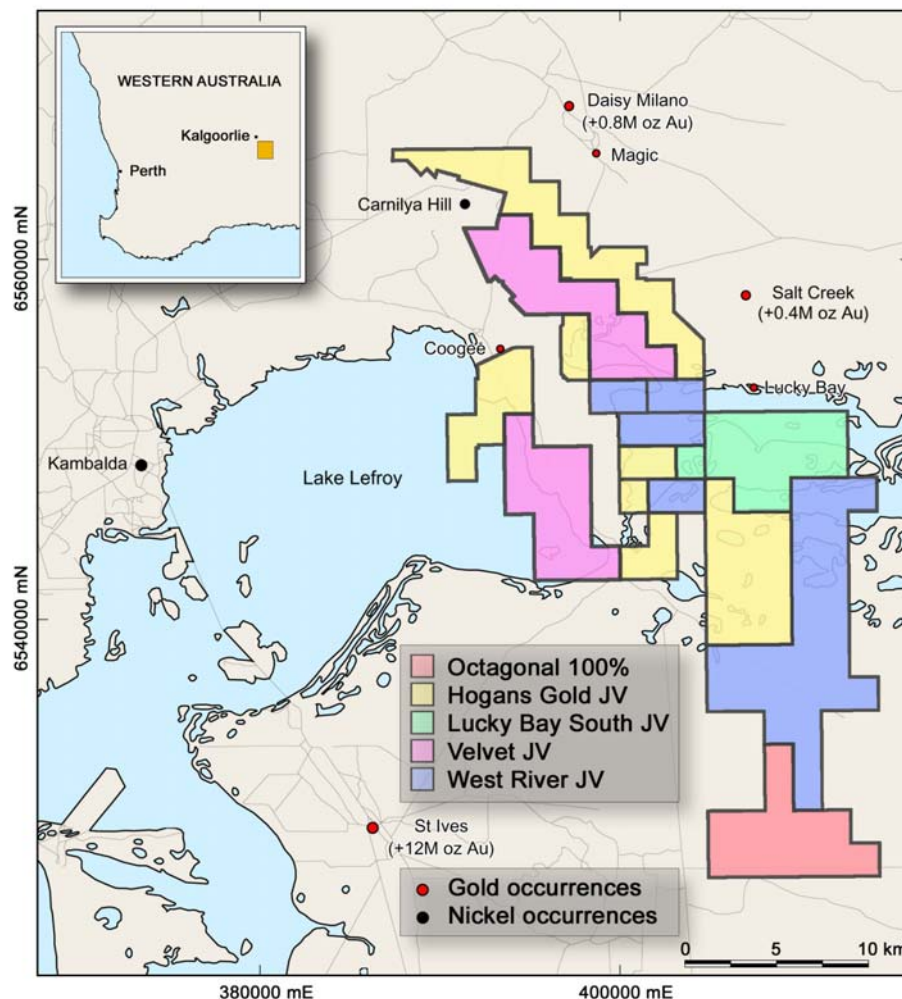 WESTERN AUSTRALIA
Kalgoorlie
Perth
Daisy Milano
(+0.8M oz Au)
Magic
Carnilya Hill
6560000 mN
Salt Creek
(+0.4M oz Au)
Coogee
Lucky Bay
Kambalda
Lake Lefroy
6540000 mN
Octagonal 100%
Hogans Gold JV
Lucky Bay South JV
Velvet JV
West River JV
St Ives
(+12M oz Au)
Gold occurrences
Nickel occurrences
0 5 10 km
380000 mE
400000 mE